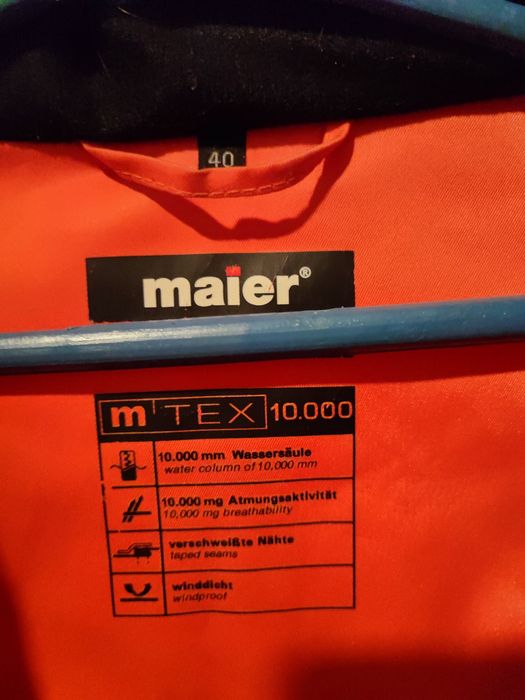 40
maier®
m TEX 10.000
10.000 mm Wassersäule
water column of 10,000 mm
10.000 mg Atmungsaktivität
10,000 mg breathability
verschweißte Nähte
taped seams
winddicht
windproof